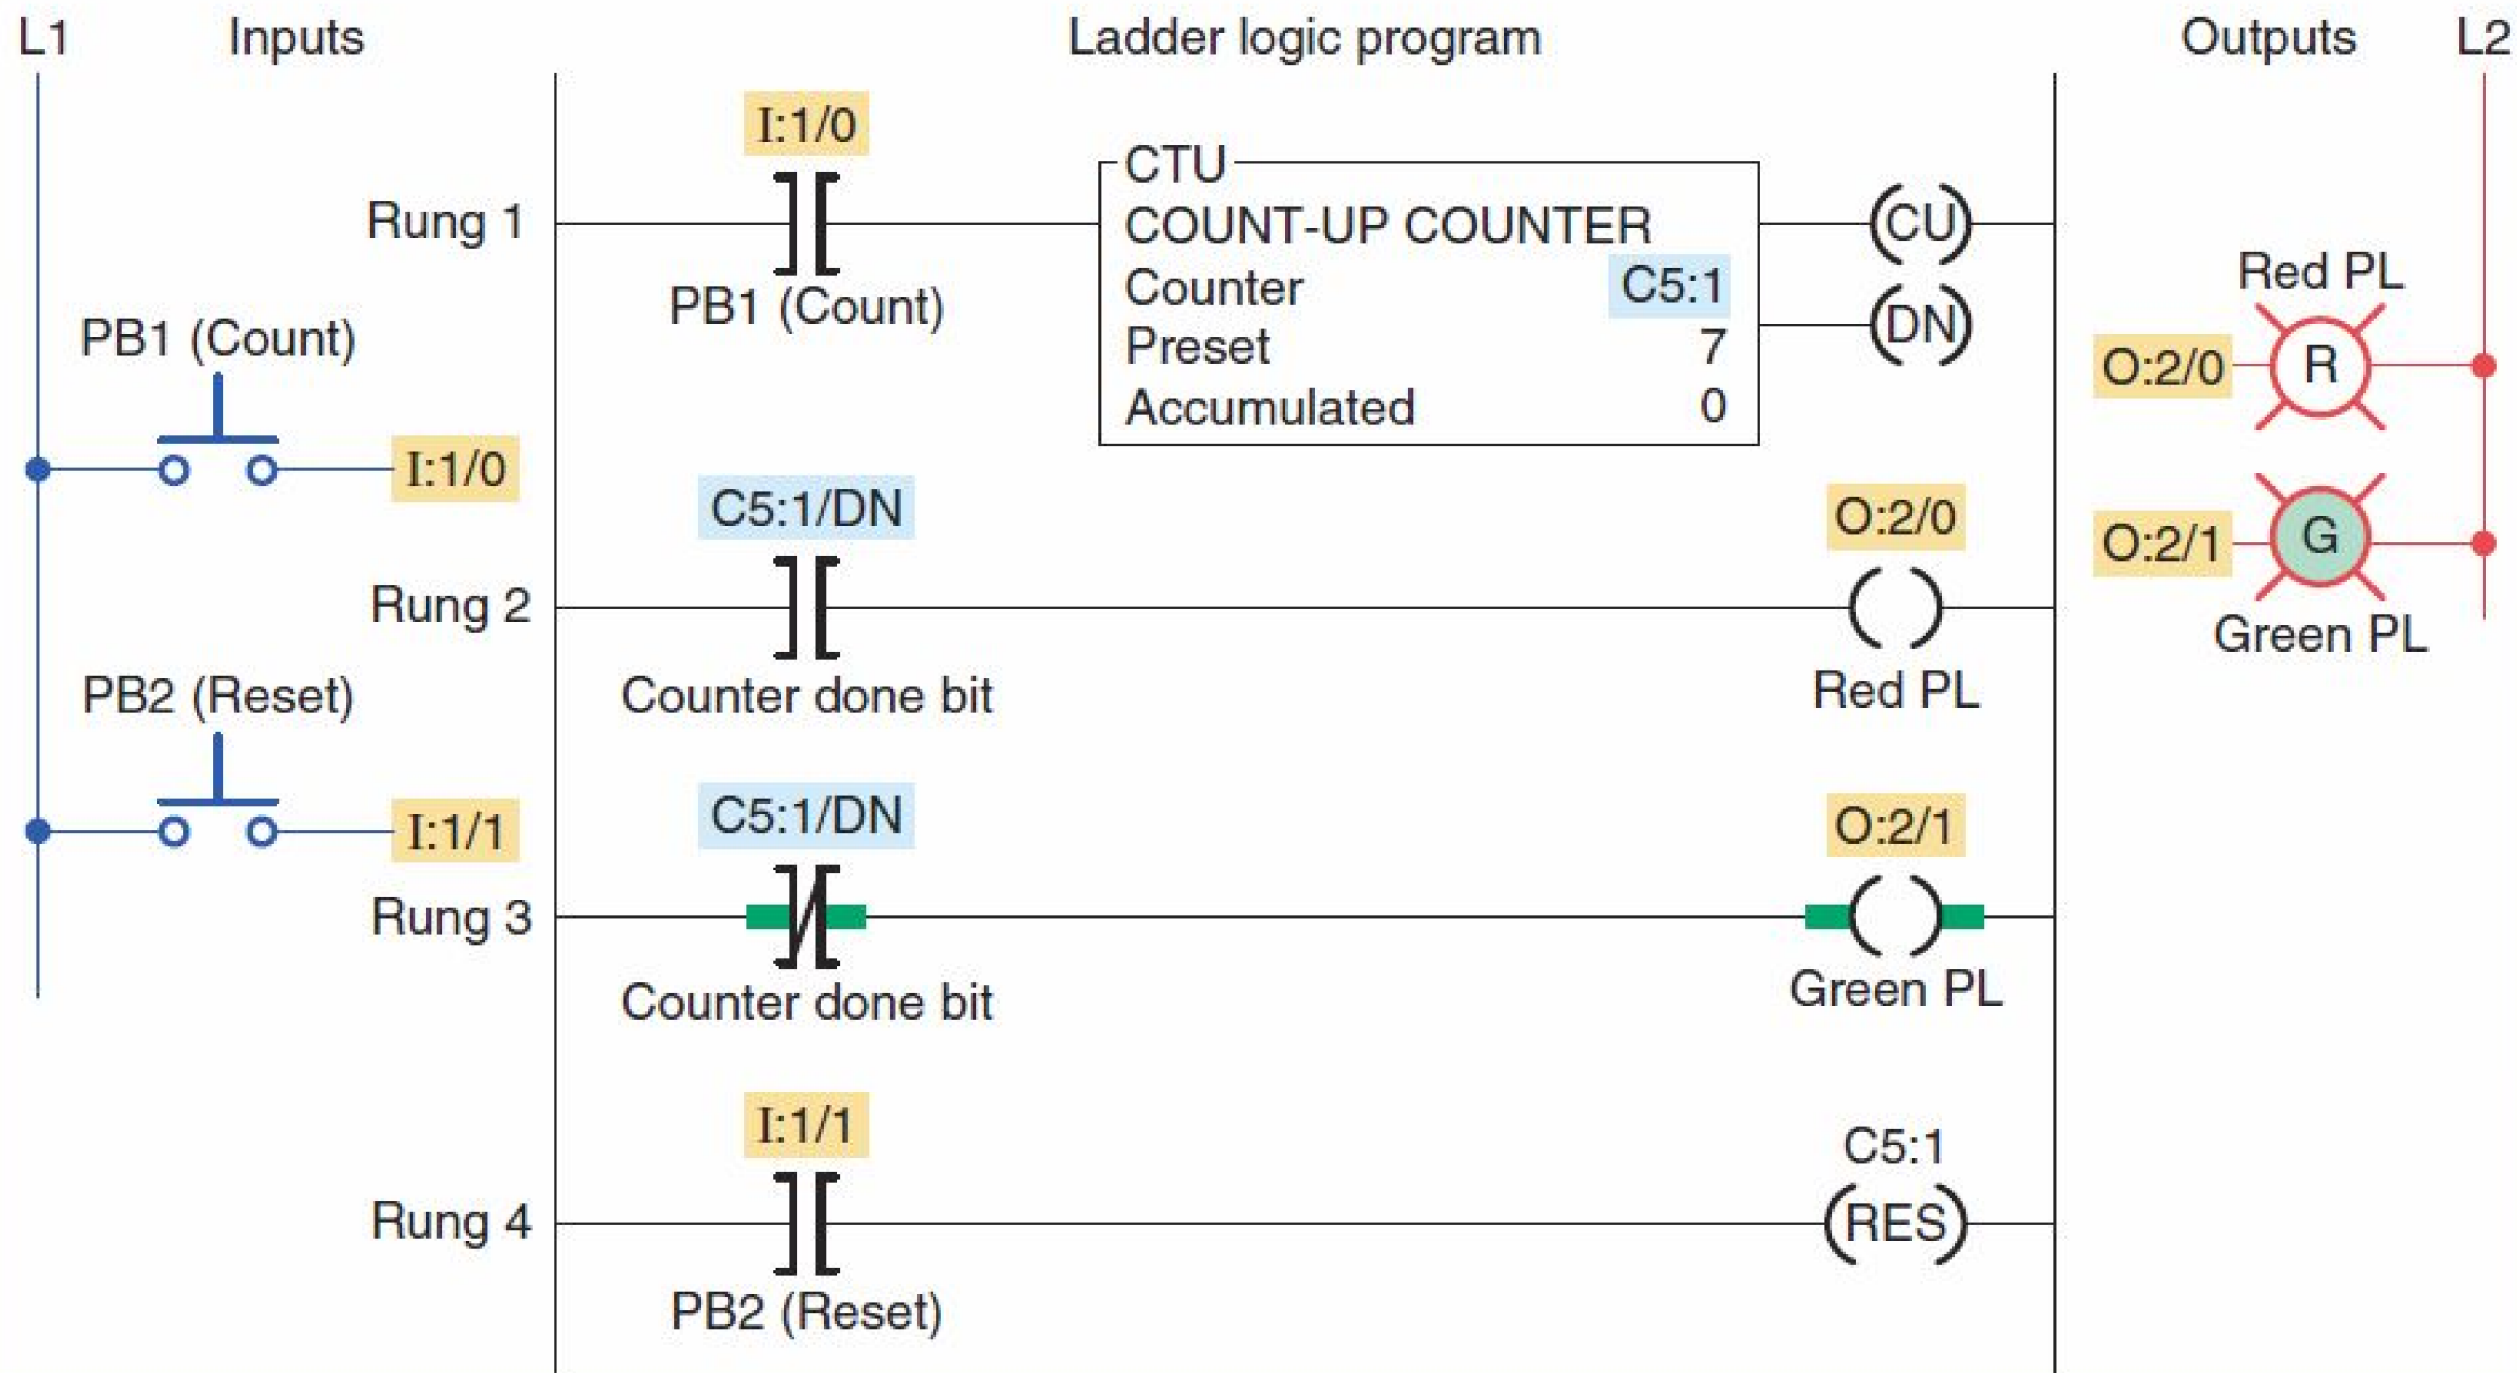 L1 Inputs Ladder logic program Outputs L2
I:1/0
CTU
Rung 1
COUNT-UP COUNTER
CU
Counter C5:1
PB1 (Count)
DN
Preset 7
Accumulated 0
PB1 (Count)
I:1/0
Red PL
O:2/0 R
O:2/1 G
Green PL
C5:1/DN
O:2/0
Rung 2
Counter done bit
Red PL
PB2 (Reset)
I:1/1
C5:1/DN
O:2/1
Rung 3
Counter done bit
Green PL
I:1/1
C5:1
Rung 4
RES
PB2 (Reset)